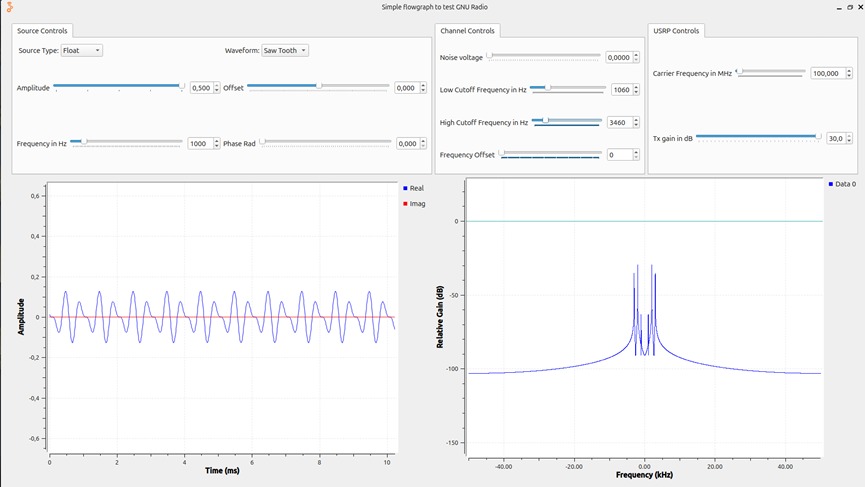 Simple flowgraph to test GNU Radio
Source Controls
Source Type: Float
Waveform: Saw Tooth
Amplitude 0,500 Offset 0,000
Frequency in Hz 1000 Phase Rad 0,000
Channel Controls
Noise voltage 0,0000
Low Cutoff Frequency in Hz 1060
High Cutoff Frequency in Hz 3460
Frequency Offset 0
USRP Controls
Carrier Frequency in MHz 100,000
Tx gain in dB 30,0
Real
Imag
Amplitude
0,6
0,4
0,2
0
-0,2
-0,4
-0,6
0 2 4 6 8 10
Time (ms)
Data 0
Relative Gain (dB)
0
-50
-100
-150
-40.00 -20.00 0.00 20.00 40.00
Frequency (kHz)